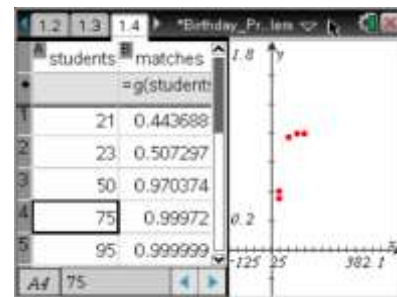 1.2 1.3 1.4 *Birthday_Pr...lem
A students B matches
=g(student
1 21 0.443688
2 23 0.507297
3 50 0.970374
4 75 0.99972
5 95 0.999999
A4 75
1.8 y
0.2
-125 25 382.1